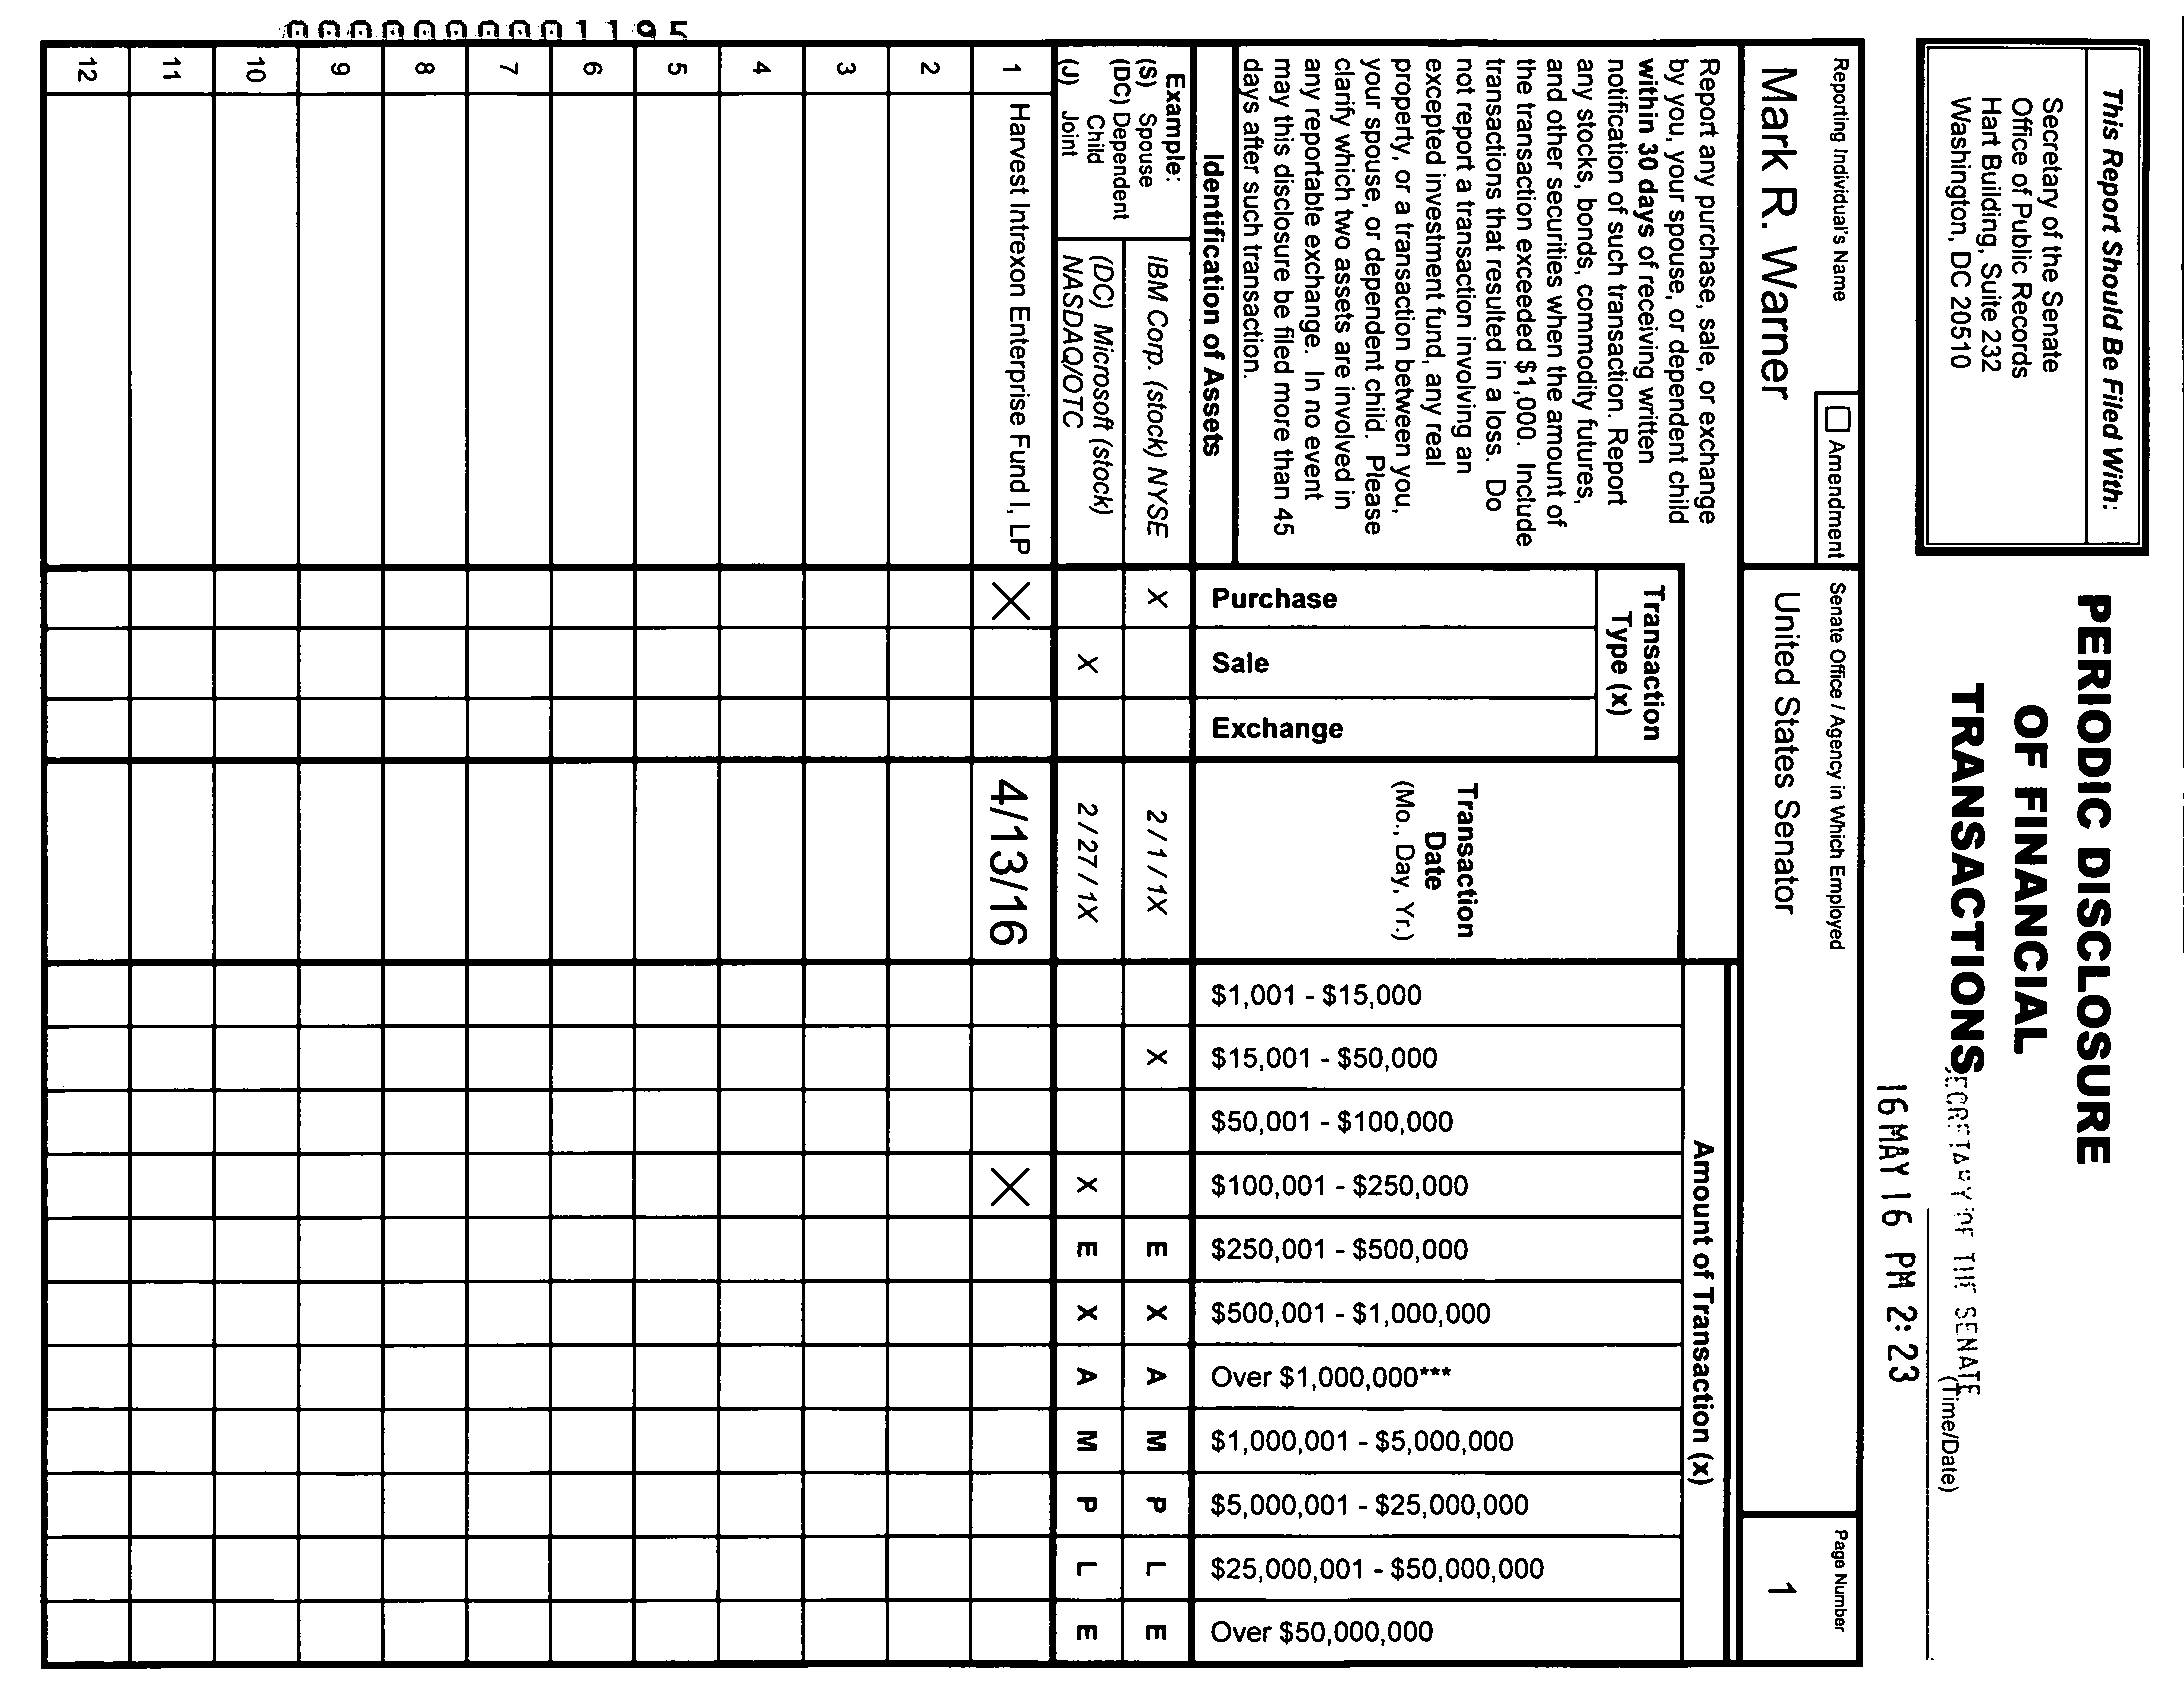 This Report Should Be Filed With:
Secretary of the Senate
Office of Public Records
Hart Building, Suite 232
Washington, DC 20510
PERIODIC DISCLOSURE
OF FINANCIAL
TRANSACTIONS
SECRETARY OF THE SENATE
(Time/Date)
16 MAY 16 PM 2:23
Reporting Individual's Name
Mark R. Warner
Amendment
Senate Office / Agency in Which Employed
United States Senator
Page Number
1
Report any purchase, sale, or exchange
by you, your spouse, or dependent child
within 30 days of receiving written
notification of such transaction. Report
any stocks, bonds, commodity futures,
and other securities when the amount of
the transaction exceeded $1,000. Include
transactions that resulted in a loss. Do
not report a transaction involving an
excepted investment fund, any real
property, or a transaction between you,
your spouse, or dependent child. Please
clarify which two assets are involved in
any reportable exchange. In no event
may this disclosure be filed more than 45
days after such transaction.
Identification of Assets
Transaction
Type (x)
Purchase
Sale
Exchange
Transaction
Date
(Mo., Day, Yr.)
Amount of Transaction (x)
$1,001 - $15,000
$15,001 - $50,000
$50,001 - $100,000
$100,001 - $250,000
$250,001 - $500,000
$500,001 - $1,000,000
Over $1,000,000***
$1,000,001 - $5,000,000
$5,000,001 - $25,000,000
$25,000,001 - $50,000,000
Over $50,000,000
Example:
(S) Spouse
(DC) Dependent
Child
(J) Joint
IBM Corp. (stock) NYSE X 2/1/1X X E X A M P L E
(DC) Microsoft (stock)
NASDAQ/OTC X 2/27/1X X E X A M P L E
1 Harvest Intrexon Enterprise Fund I, LP X 4/13/16 X
2
3
4
5
6
7
8
9
10
11
12
000000001195